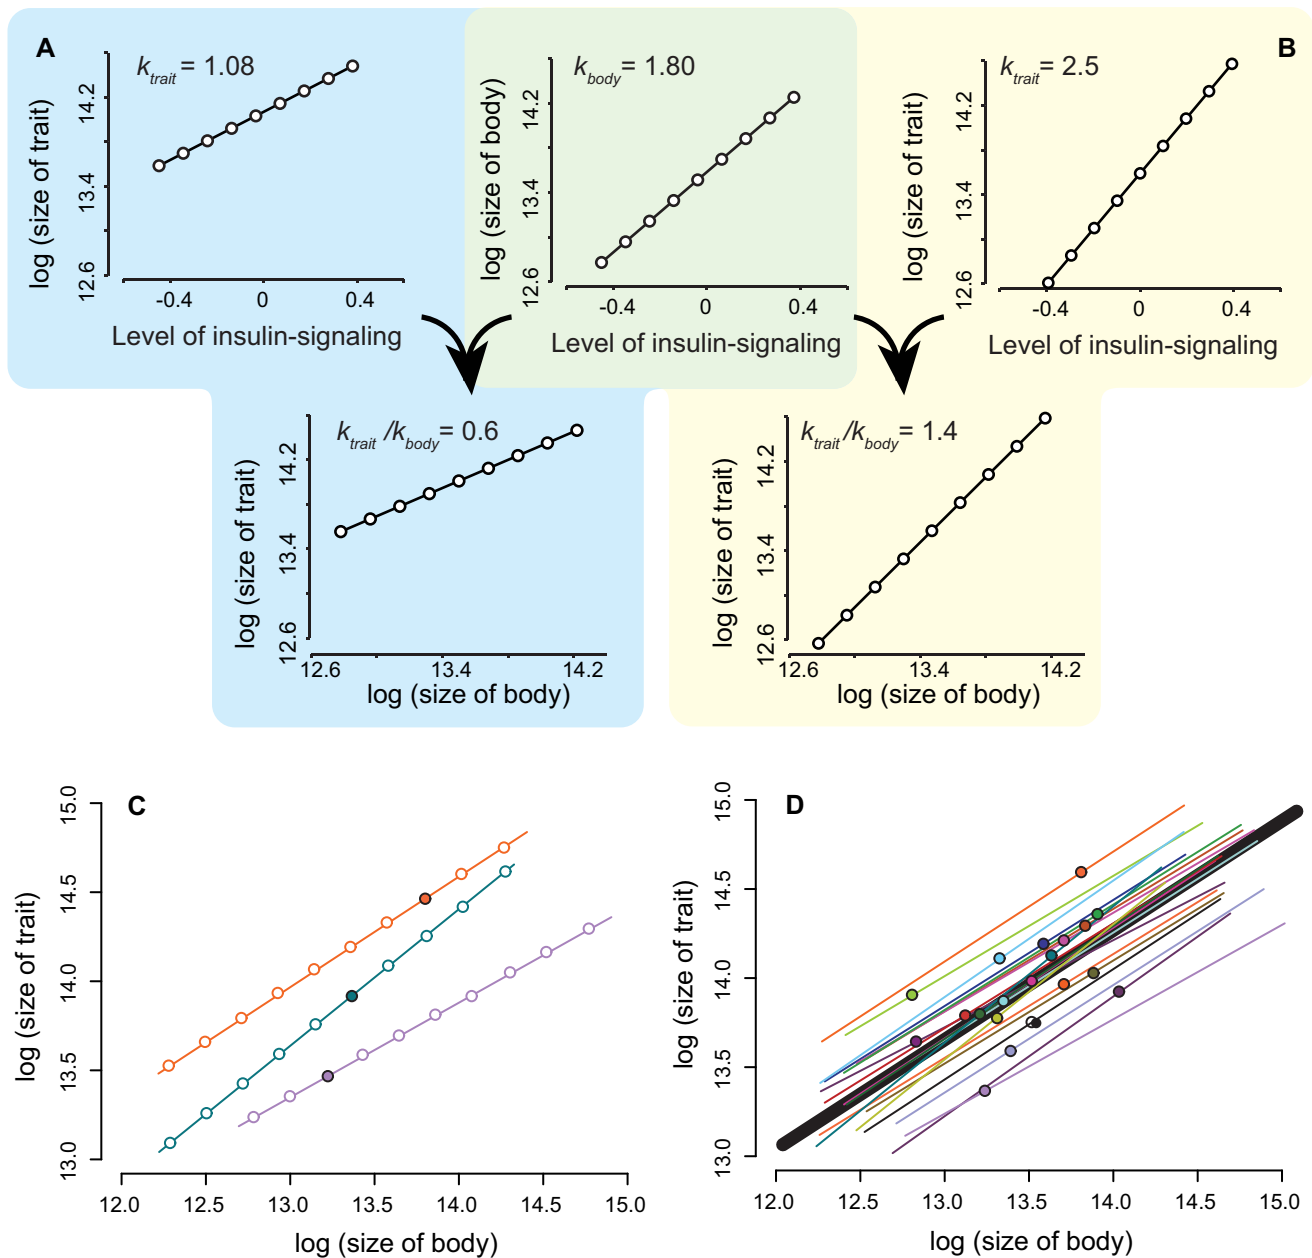 A
k_trait = 1.08
log (size of trait)
14.2
13.4
12.6
-0.4 0 0.4
Level of insulin-signaling
k_body = 1.80
log (size of body)
14.2
13.4
12.6
-0.4 0 0.4
Level of insulin-signaling
B
k_trait = 2.5
log (size of trait)
14.2
13.4
12.6
-0.4 0 0.4
Level of insulin-signaling
k_trait /k_body = 0.6
log (size of trait)
14.2
13.4
12.6
12.6 13.4 14.2
log (size of body)
k_trait /k_body = 1.4
log (size of trait)
14.2
13.4
12.6
12.6 13.4 14.2
log (size of body)
C
log (size of trait)
15.0
14.5
14.0
13.5
13.0
12.0 12.5 13.0 13.5 14.0 14.5 15.0
log (size of body)
D
log (size of trait)
15.0
14.5
14.0
13.5
13.0
12.0 12.5 13.0 13.5 14.0 14.5 15.0
log (size of body)